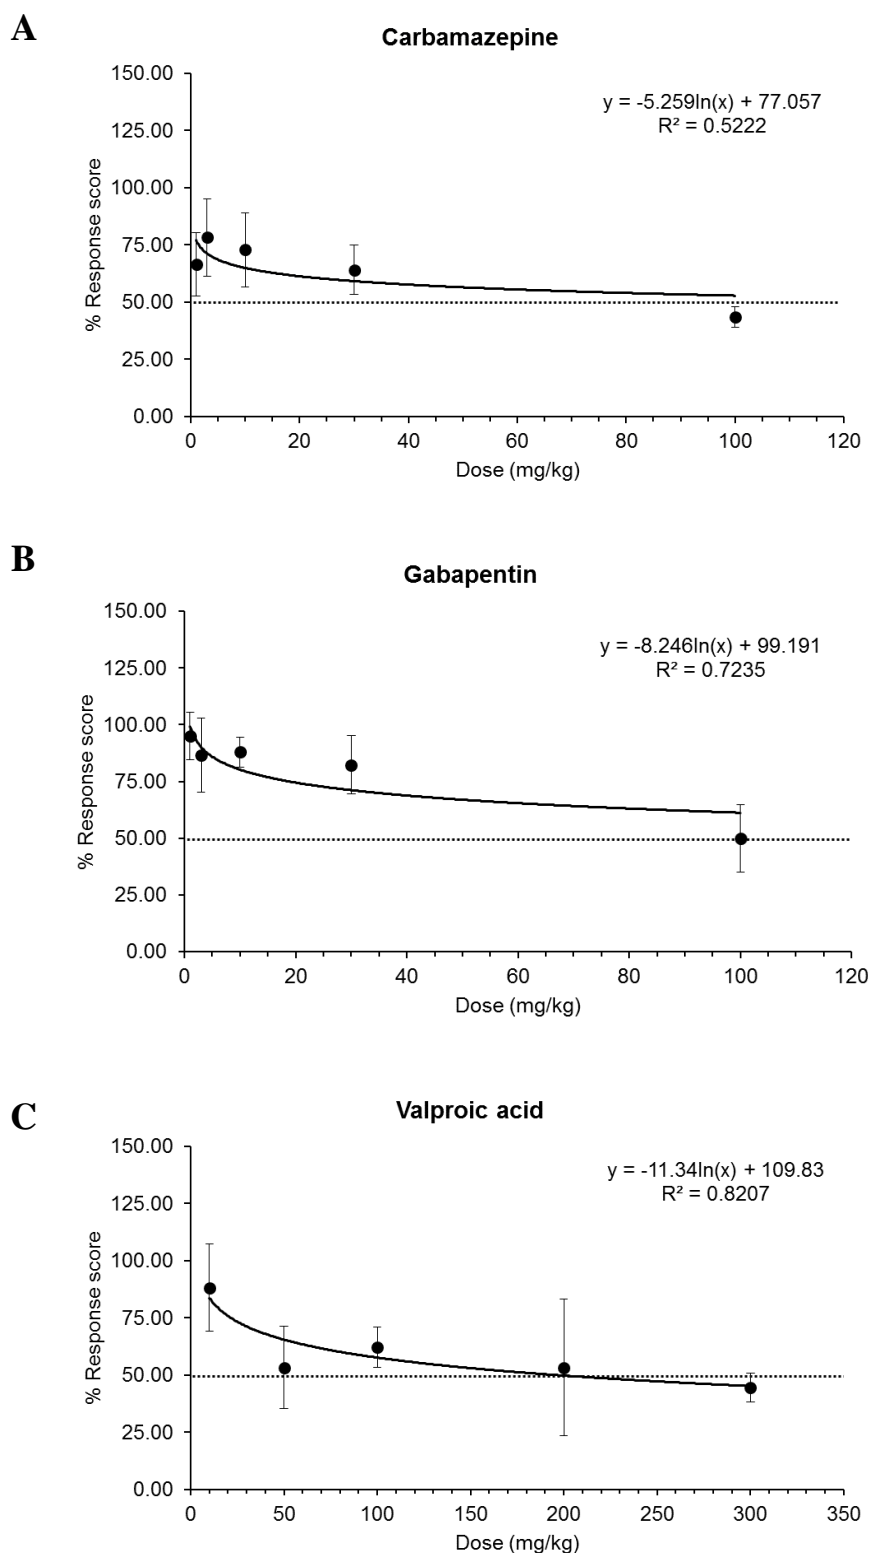 A
Carbamazepine
150.00
125.00
100.00
75.00
50.00
25.00
0.00
% Response score
y = -5.259ln(x) + 77.057
R² = 0.5222
0 20 40 60 80 100 120
Dose (mg/kg)
B
Gabapentin
150.00
125.00
100.00
75.00
50.00
25.00
0.00
% Response score
y = -8.246ln(x) + 99.191
R² = 0.7235
0 20 40 60 80 100 120
Dose (mg/kg)
C
Valproic acid
150.00
125.00
100.00
75.00
50.00
25.00
0.00
% Response score
y = -11.34ln(x) + 109.83
R² = 0.8207
0 50 100 150 200 250 300 350
Dose (mg/kg)